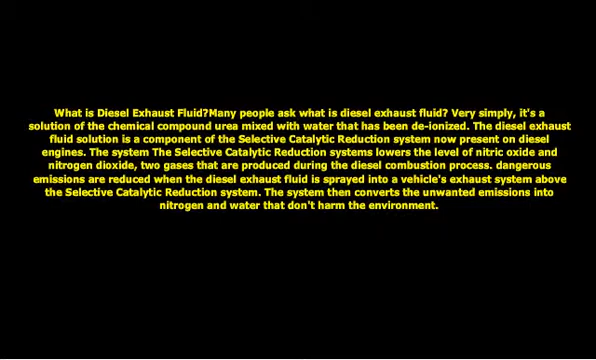 What is Diesel Exhaust Fluid?Many people ask what is diesel exhaust fluid? Very simply, it's a
solution of the chemical compound urea mixed with water that has been de-ionized. The diesel exhaust
fluid solution is a component of the Selective Catalytic Reduction system now present on diesel
engines. The system The Selective Catalytic Reduction systems lowers the level of nitric oxide and
nitrogen dioxide, two gases that are produced during the diesel combustion process. dangerous
emissions are reduced when the diesel exhaust fluid is sprayed into a vehicle's exhaust system above
the Selective Catalytic Reduction system. The system then converts the unwanted emissions into
nitrogen and water that don't harm the environment.